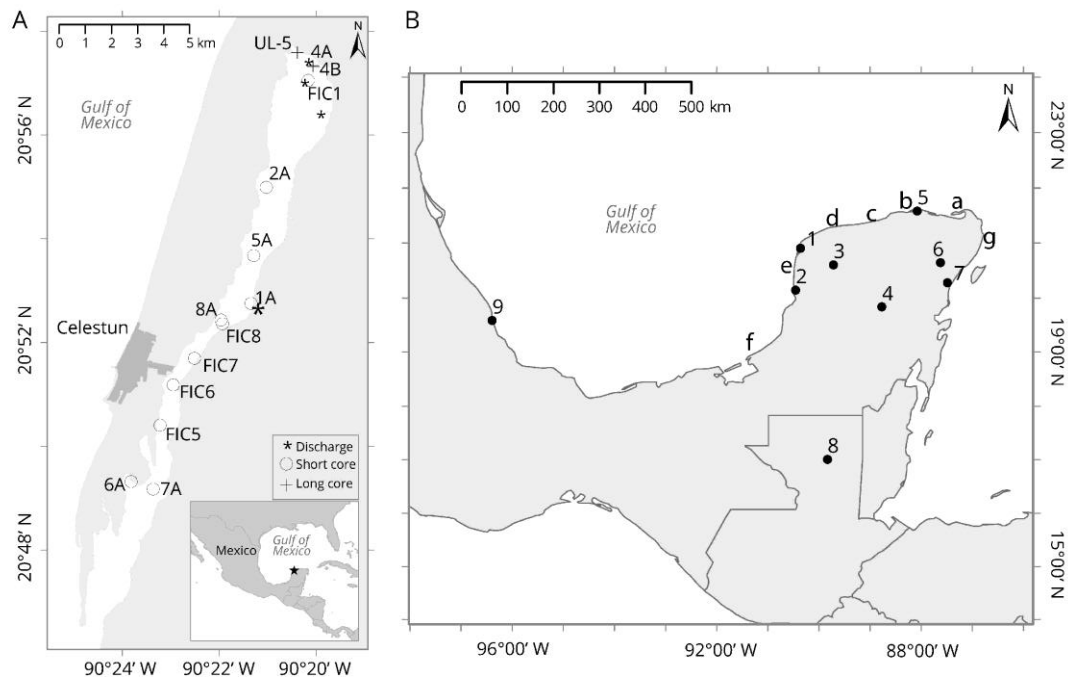 A
0 1 2 3 4 5 km
N
UL-5
4A
4B
FIC1
Gulf of
Mexico
2A
5A
1A
8A
FIC8
Celestun
FIC7
FIC6
FIC5
6A
7A
* Discharge
Short core
Long core
Mexico
Gulf of
Mexico
20°56' N
20°52' N
20°48' N
90°24' W
90°22' W
90°20' W
B
0 100 200 300 400 500 km
N
Gulf of
Mexico
a
b
5
c
d
1
3
6
g
e
2
7
4
9
f
8
23°00' N
19°00' N
15°00' N
96°00' W
92°00' W
88°00' W